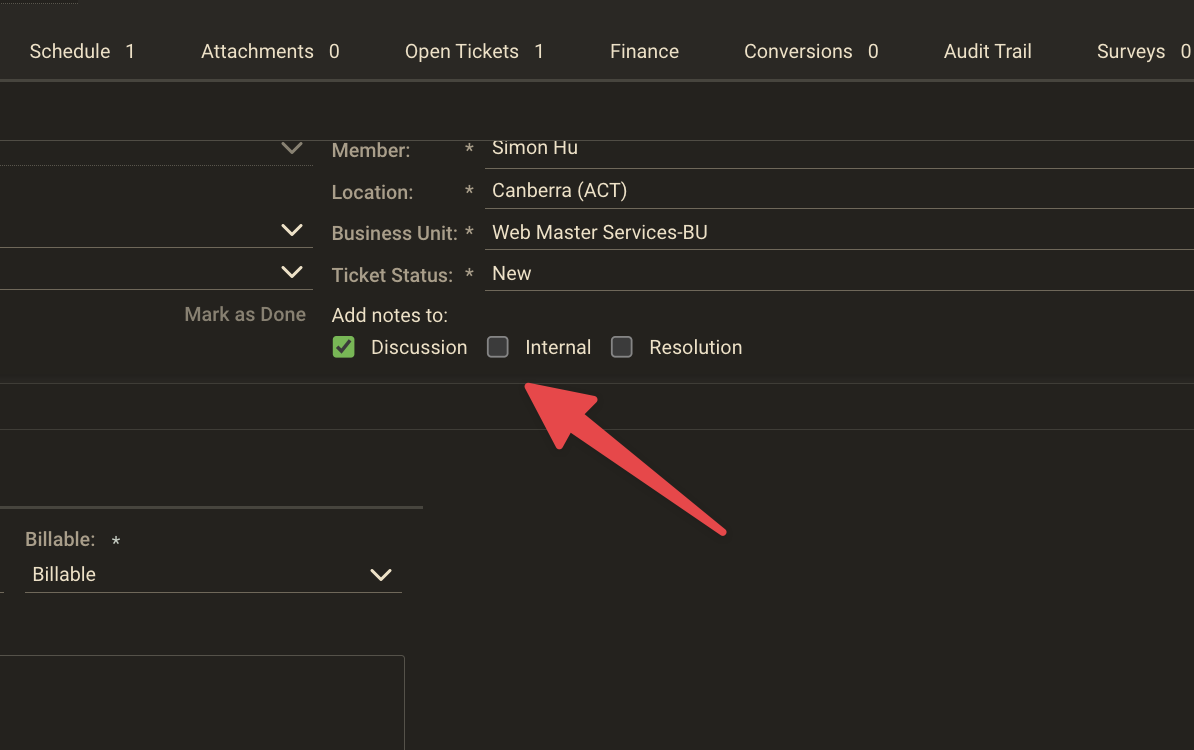 Schedule 1 Attachments 0 Open Tickets 1 Finance Conversions 0 Audit Trail Surveys 0
Member: * Simon Hu
Location: * Canberra (ACT)
Business Unit: * Web Master Services-BU
Ticket Status: * New
Mark as Done Add notes to:
Discussion Internal Resolution
Billable: *
Billable